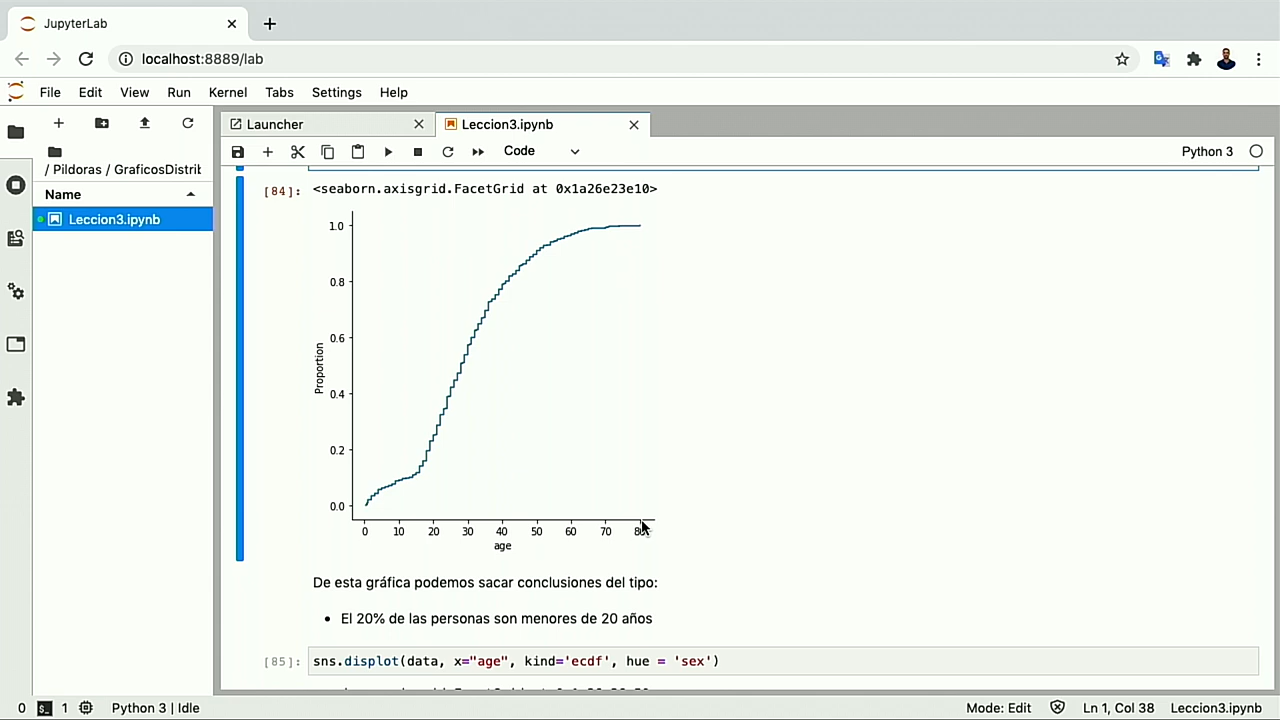 JupyterLab
localhost:8889/lab
File Edit View Run Kernel Tabs Settings Help
Launcher
Leccion3.ipynb
Code
Python 3
/ Pildoras / GraficosDistrib
Name
Leccion3.ipynb
[84]: <seaborn.axisgrid.FacetGrid at 0x1a26e23e10>
1.0
0.8
0.6
0.4
0.2
0.0
Proportion
0 10 20 30 40 50 60 70 80
age
De esta gráfica podemos sacar conclusiones del tipo:
• El 20% de las personas son menores de 20 años
[85]: sns.displot(data, x="age", kind='ecdf', hue = 'sex')
0 1 Python 3 | Idle Mode: Edit Ln 1, Col 38 Leccion3.ipynb